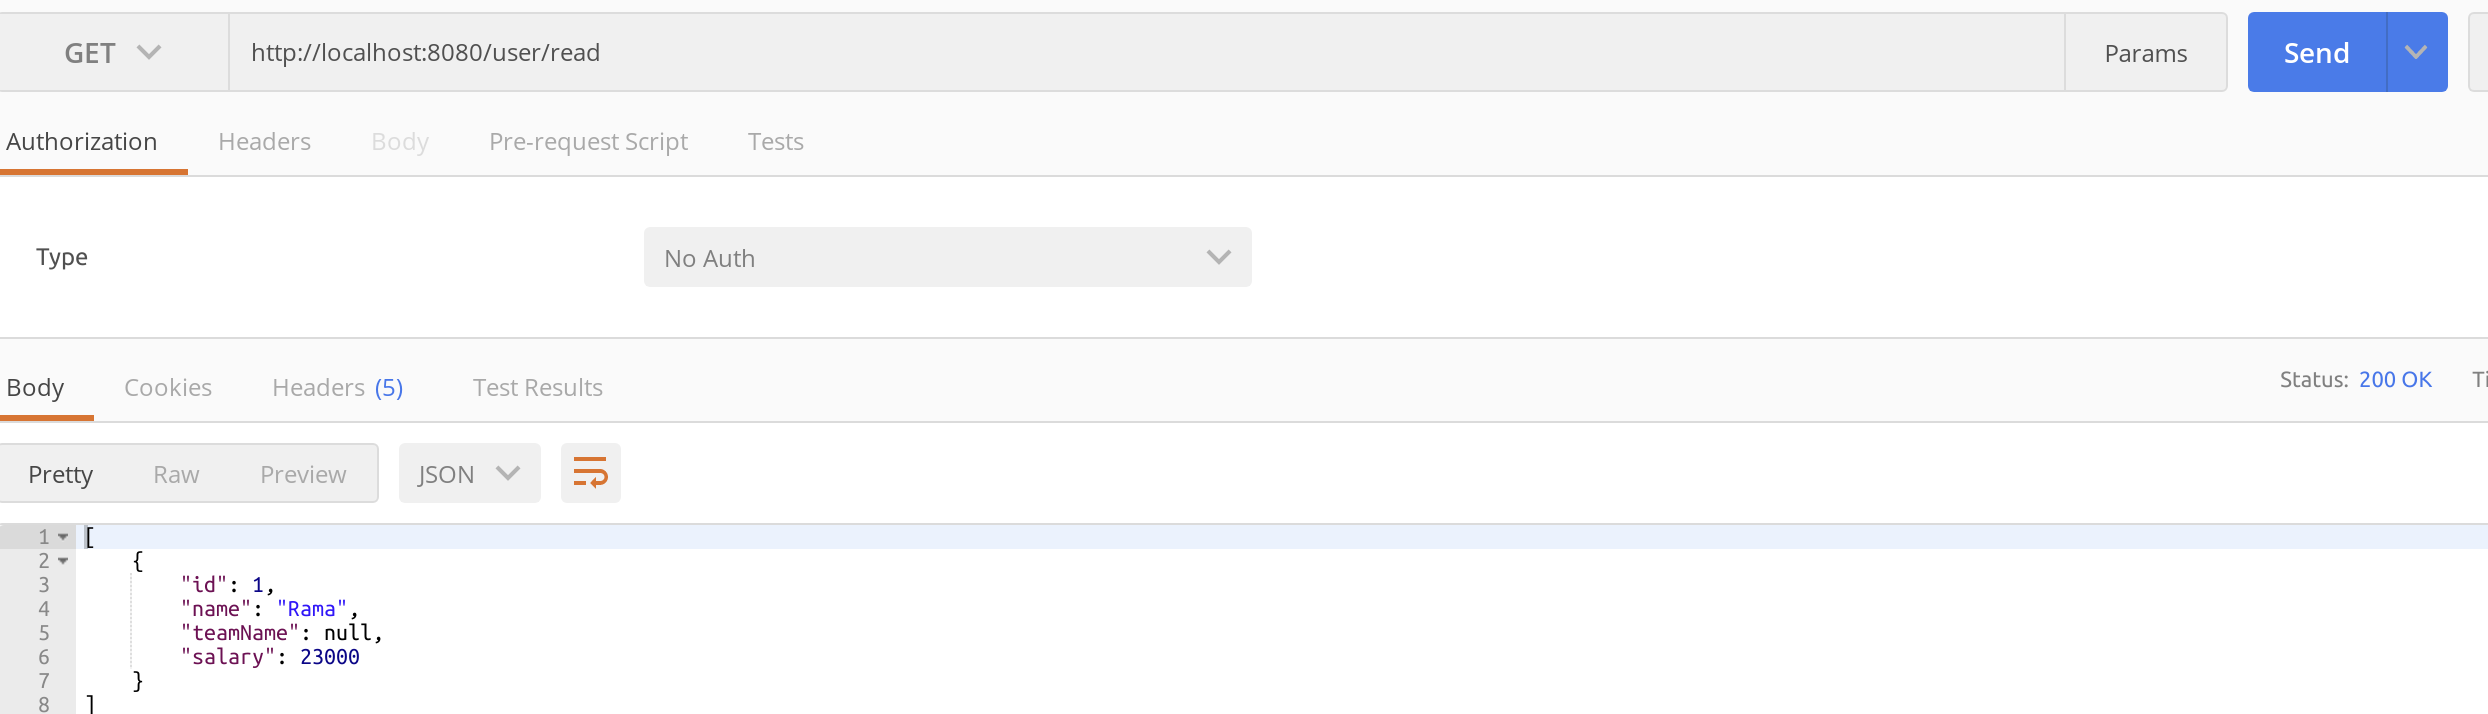 GET http://localhost:8080/user/read Params Send
Authorization Headers Body Pre-request Script Tests
Type No Auth
Body Cookies Headers (5) Test Results Status: 200 OK
Pretty Raw Preview JSON
1 [
2 {
3 "id": 1,
4 "name": "Rama",
5 "teamName": null,
6 "salary": 23000
7 }
8 ]